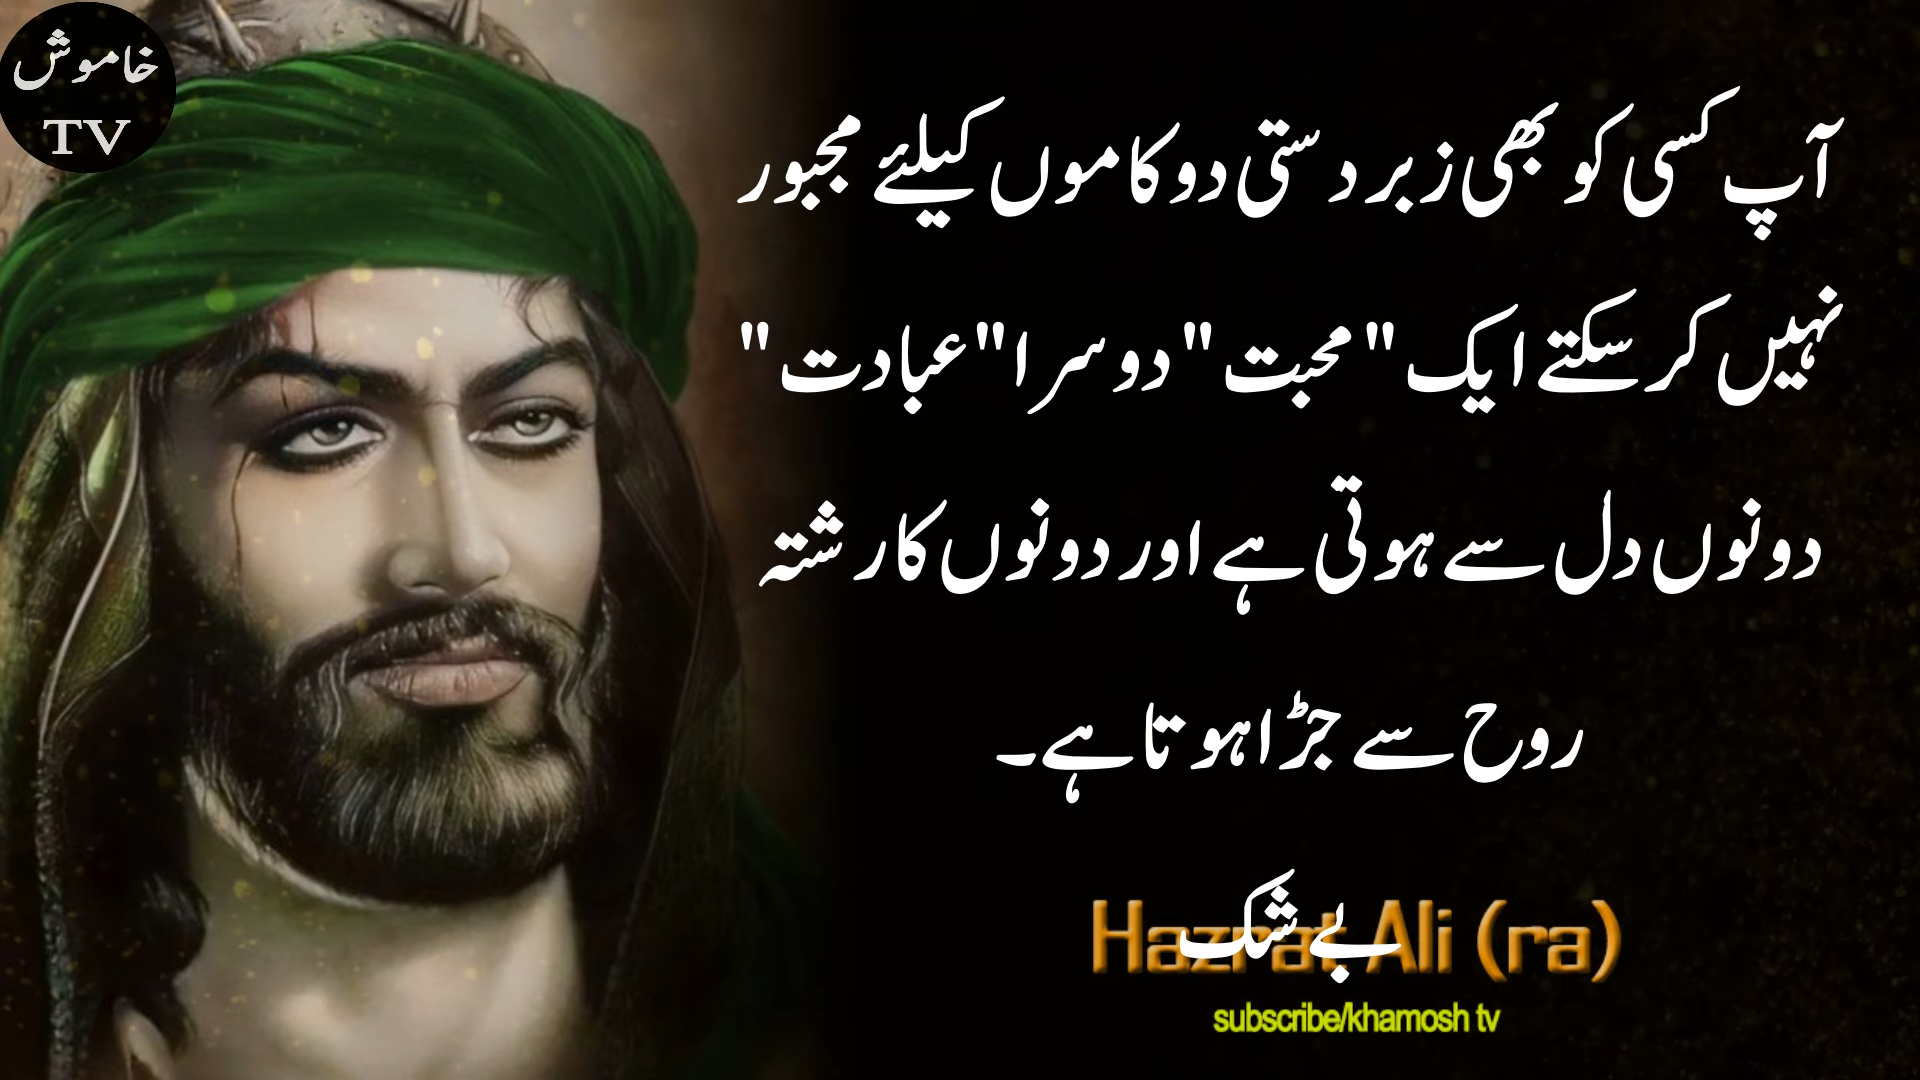 خاموش
TV
آپ کسی کو بھی زبردستی دو کاموں کیلئے مجبور
نہیں کر سکتے ایک "محبت" دوسرا "عبادت"
دونوں دل سے ہوتی ہے اور دونوں کا رشتہ
روح سے جڑا ہوتا ہے۔
بے شک
Hazrat Ali (ra)
subscribe/khamosh tv